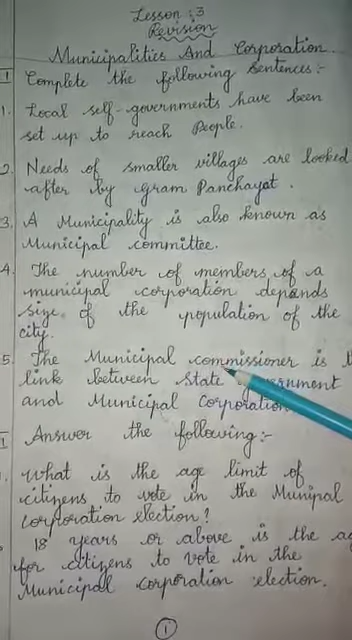 Lesson :3
Revision
Municipalities And Corporation.
I Complete the following sentences:-
1. Local self-governments have been
set up to reach People.
2. Needs of smaller villages are looked
after by gram Panchayat.
3. A Municipality is also known as
Municipal committee.
4. The number of members of a
municipal corporation depends
size of the population of the
city.
5. The Municipal commissioner is
link between State
and Municipal Corporation
II Answer the following:-
1. What is the age limit of
citizens to vote in the Munipal
corporation election?
18 years or above is the
for citizens to vote in the
Municipal corporation election.
1